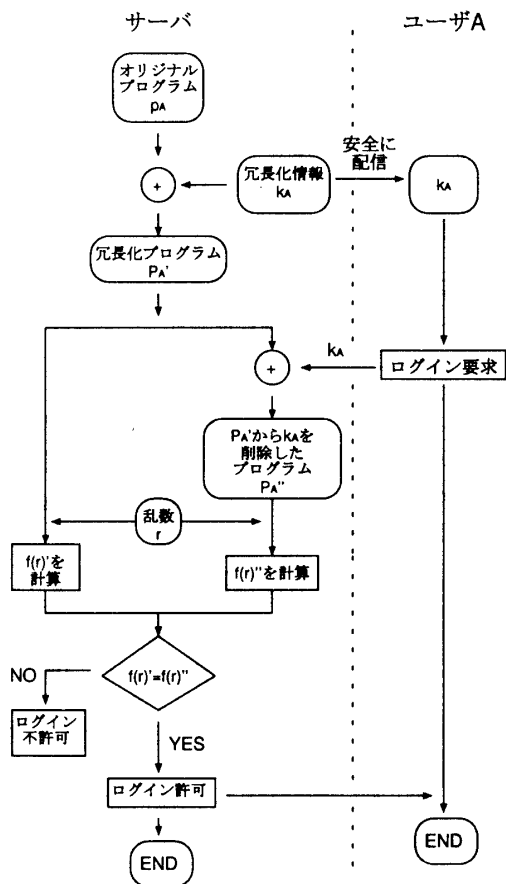 サーバ
ユーザA
オリジナル
プログラム
pA
安全に
配信
+
冗長化情報
kA
kA
冗長化プログラム
PA'
kA
+
ログイン要求
PA'からkAを
削除した
プログラム
PA''
乱数
r
f(r)'を
計算
f(r)''を計算
f(r)'=f(r)''
NO
ログイン
不許可
YES
ログイン許可
END
END